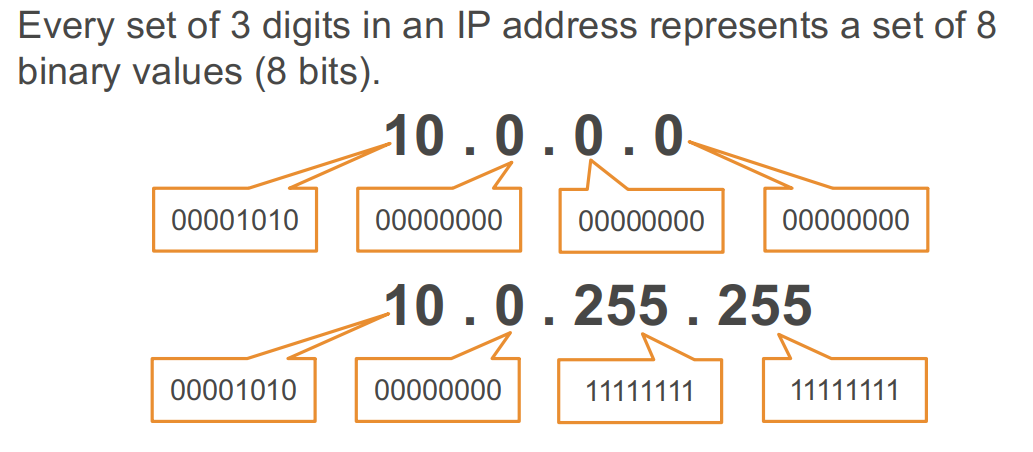 Every set of 3 digits in an IP address represents a set of 8
binary values (8 bits).
10 . 0 . 0 . 0
00001010 00000000 00000000 00000000
10 . 0 . 255 . 255
00001010 00000000 11111111 11111111